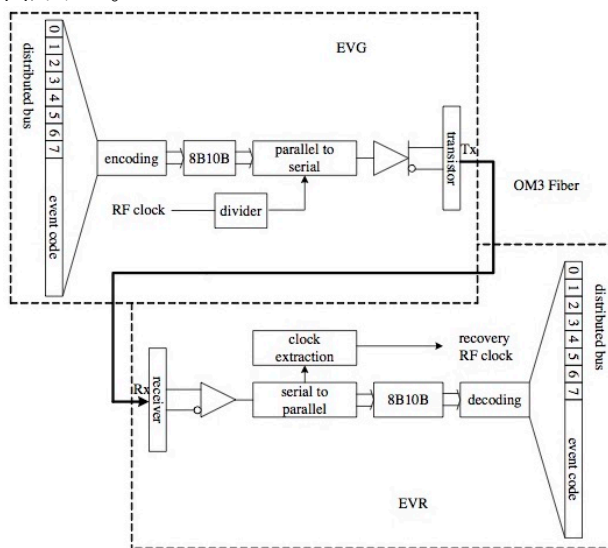 EVG
distributed bus
0
1
2
3
4
5
6
7
event code
encoding
8B10B
parallel to
serial
transistor
Tx
RF clock
divider
OM3 Fiber
clock
extraction
recovery
RF clock
Rx
receiver
serial to
parallel
8B10B
decoding
0
1
2
3
4
5
6
7
distributed bus
event code
EVR